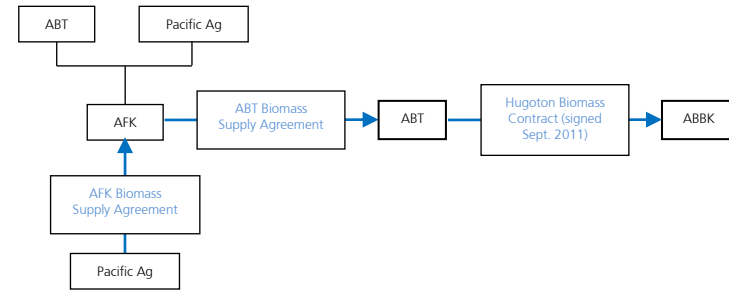 ABT
Pacific Ag
AFK
ABT Biomass
Supply Agreement
ABT
Hugoton Biomass
Contract (signed
Sept. 2011)
ABBK
AFK Biomass
Supply Agreement
Pacific Ag